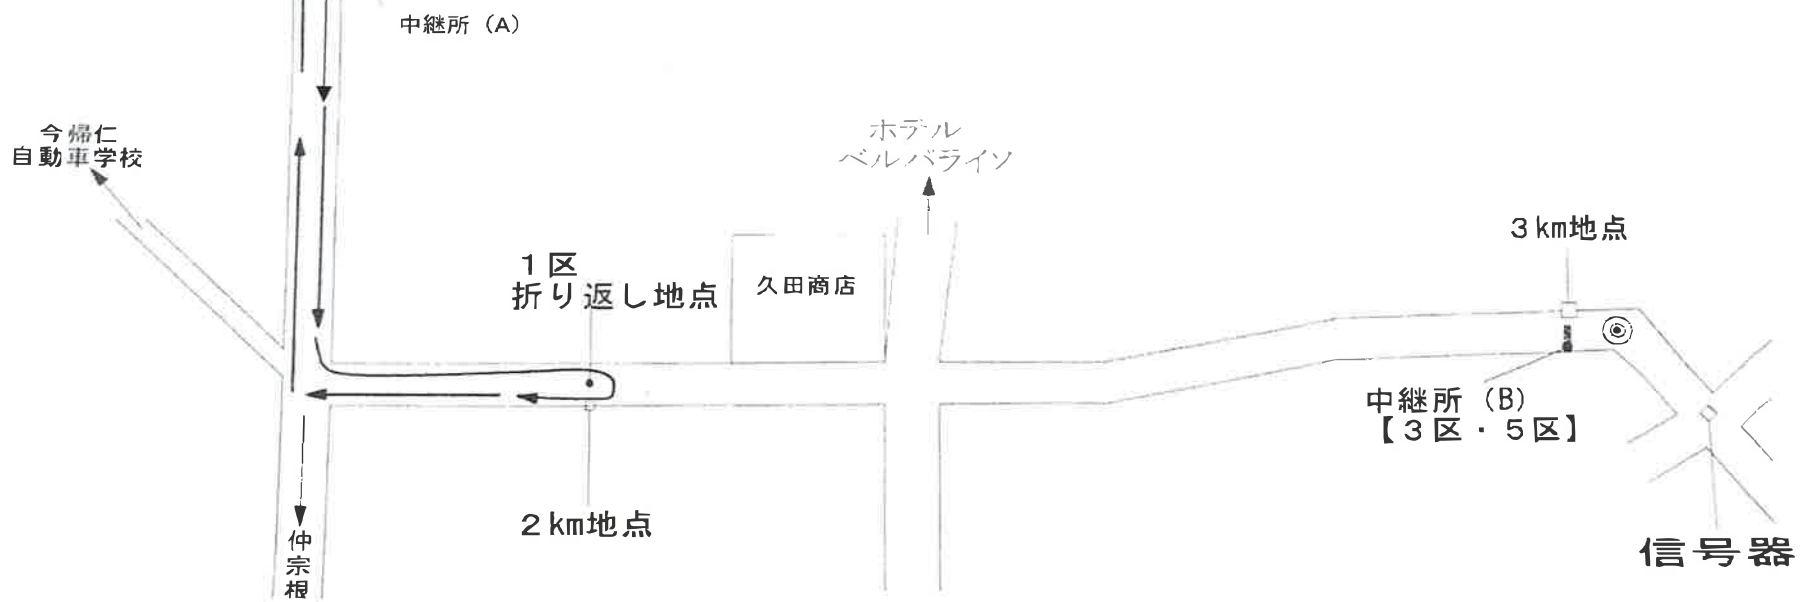 中継所（A）
今帰仁
自動車学校
ホテル
ベルパライソ
3km地点
1区
折り返し地点
久田商店
中継所（B）
【3区・5区】
2km地点
仲宗根
信号器